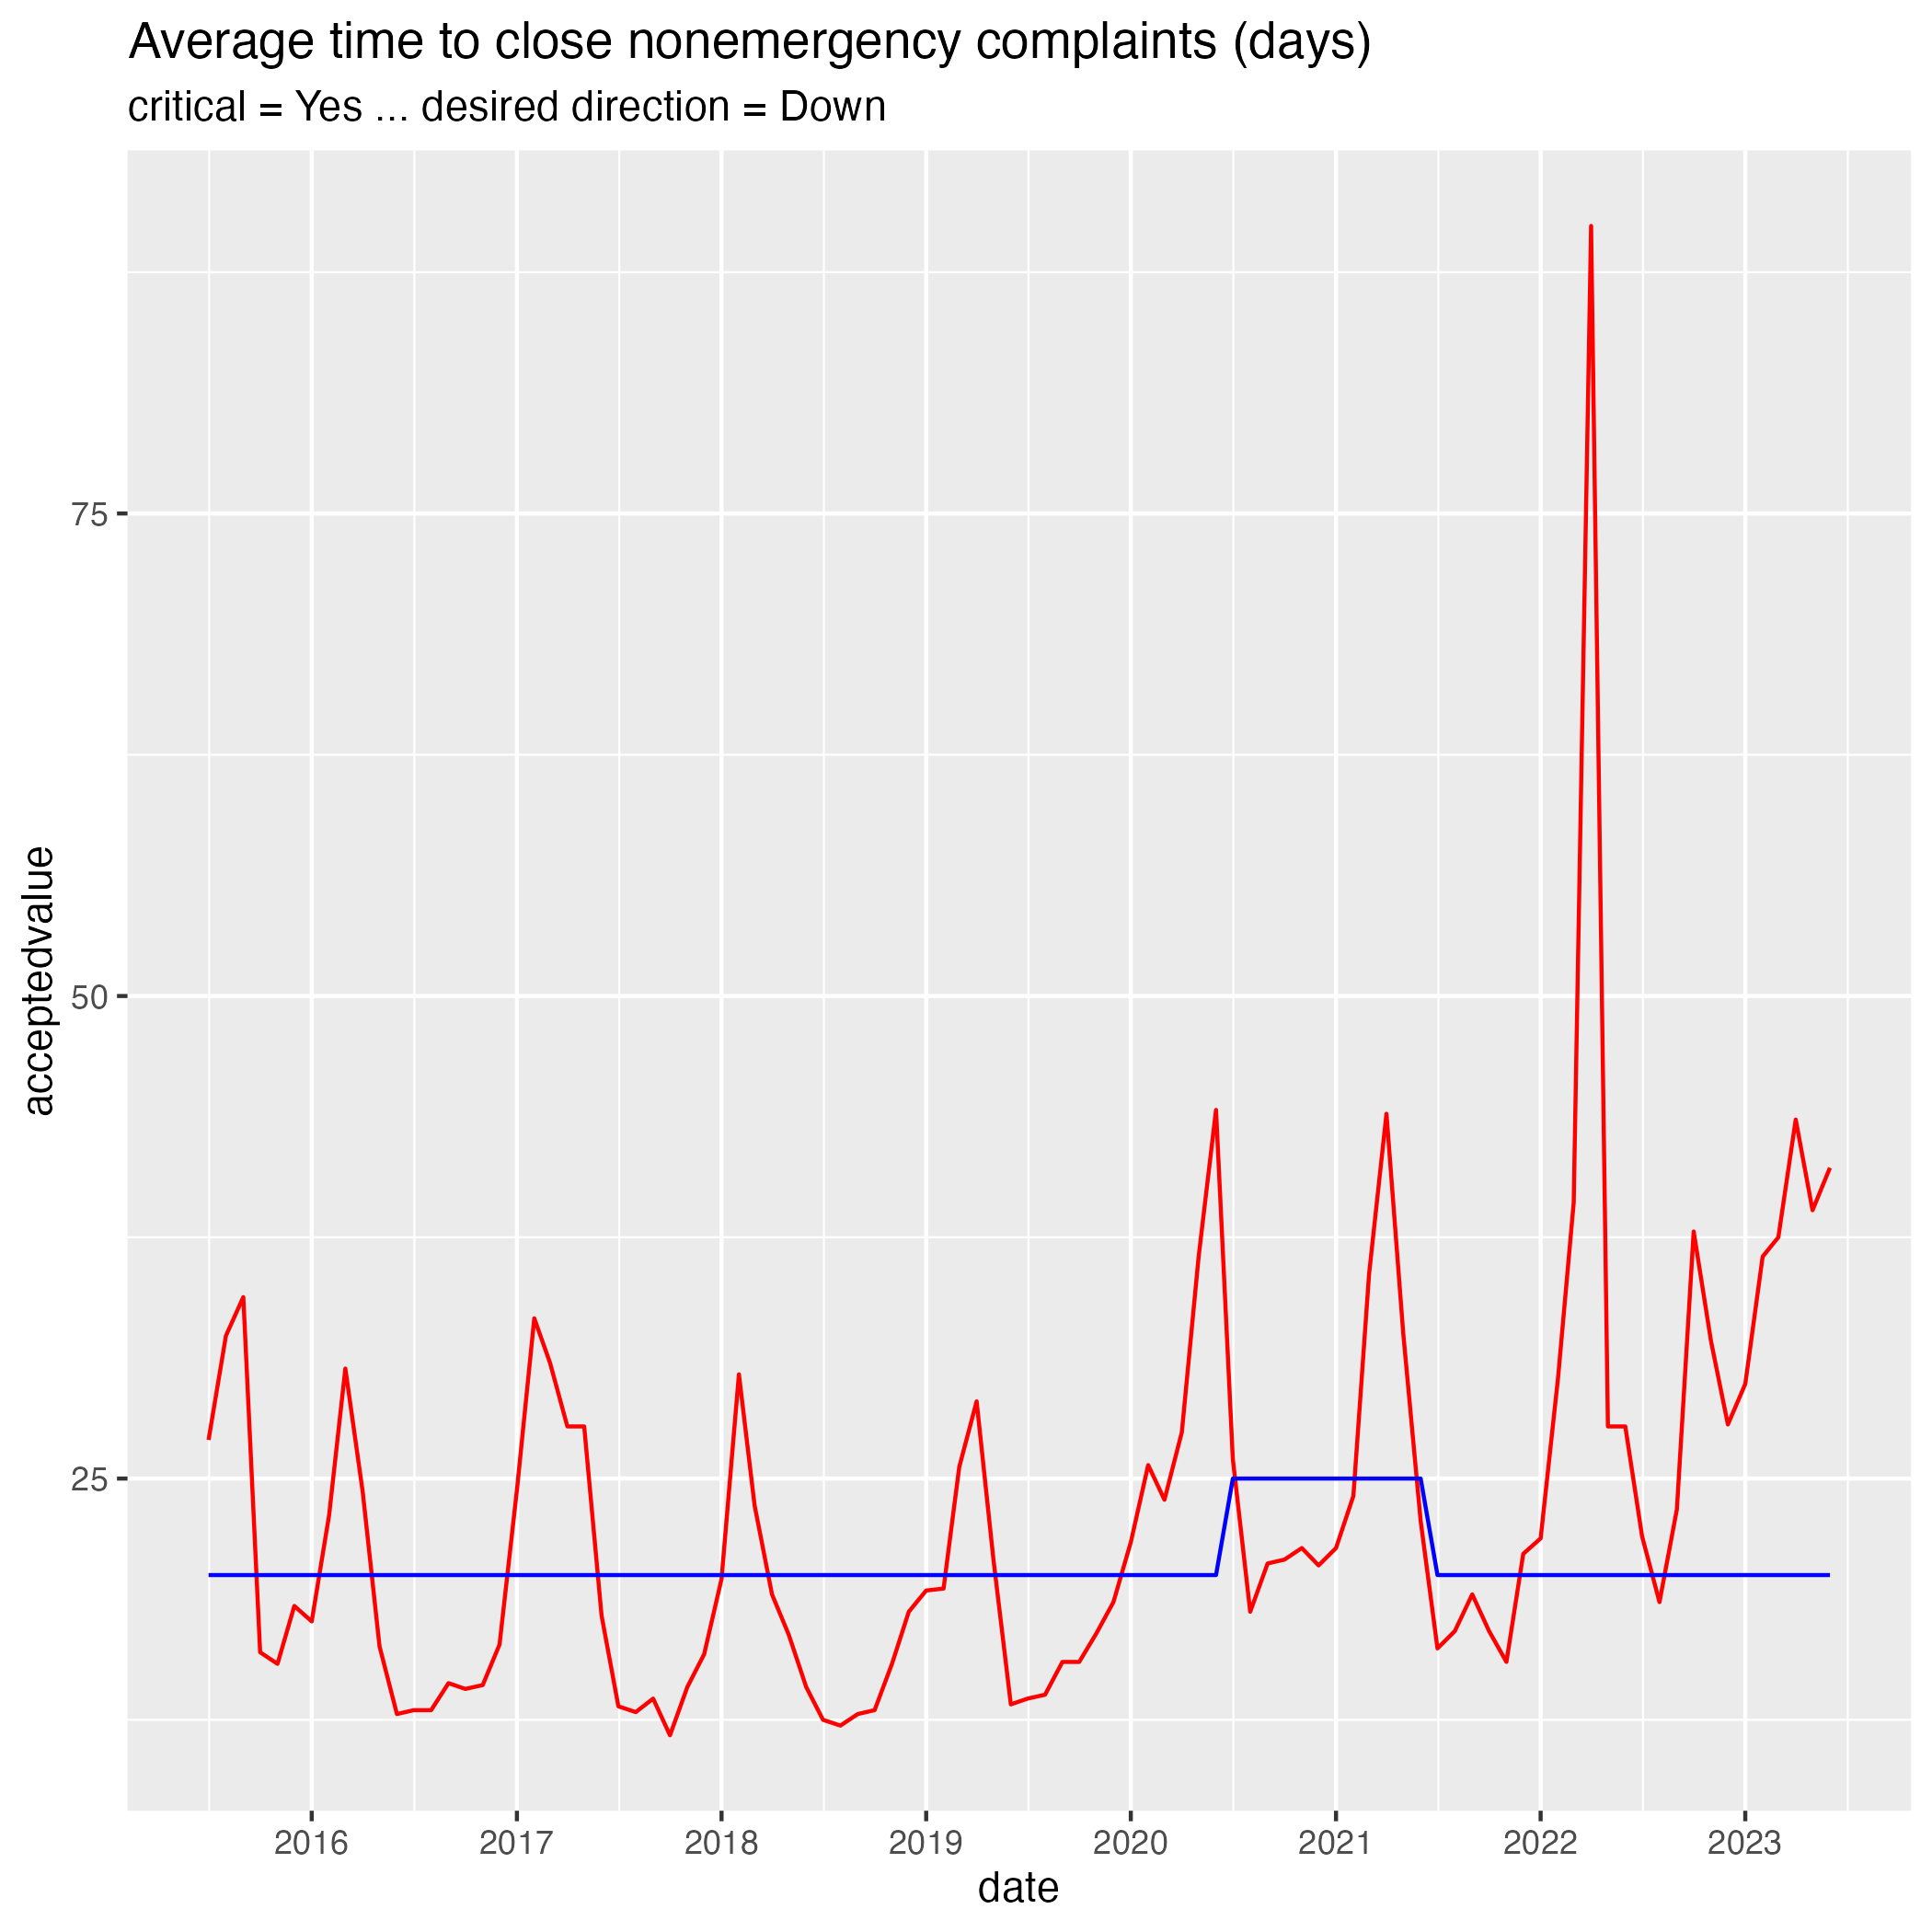 Average time to close nonemergency complaints (days)
critical = Yes ... desired direction = Down
acceptedvalue
75
50
25
2016
2017
2018
2019
2020
2021
2022
2023
date